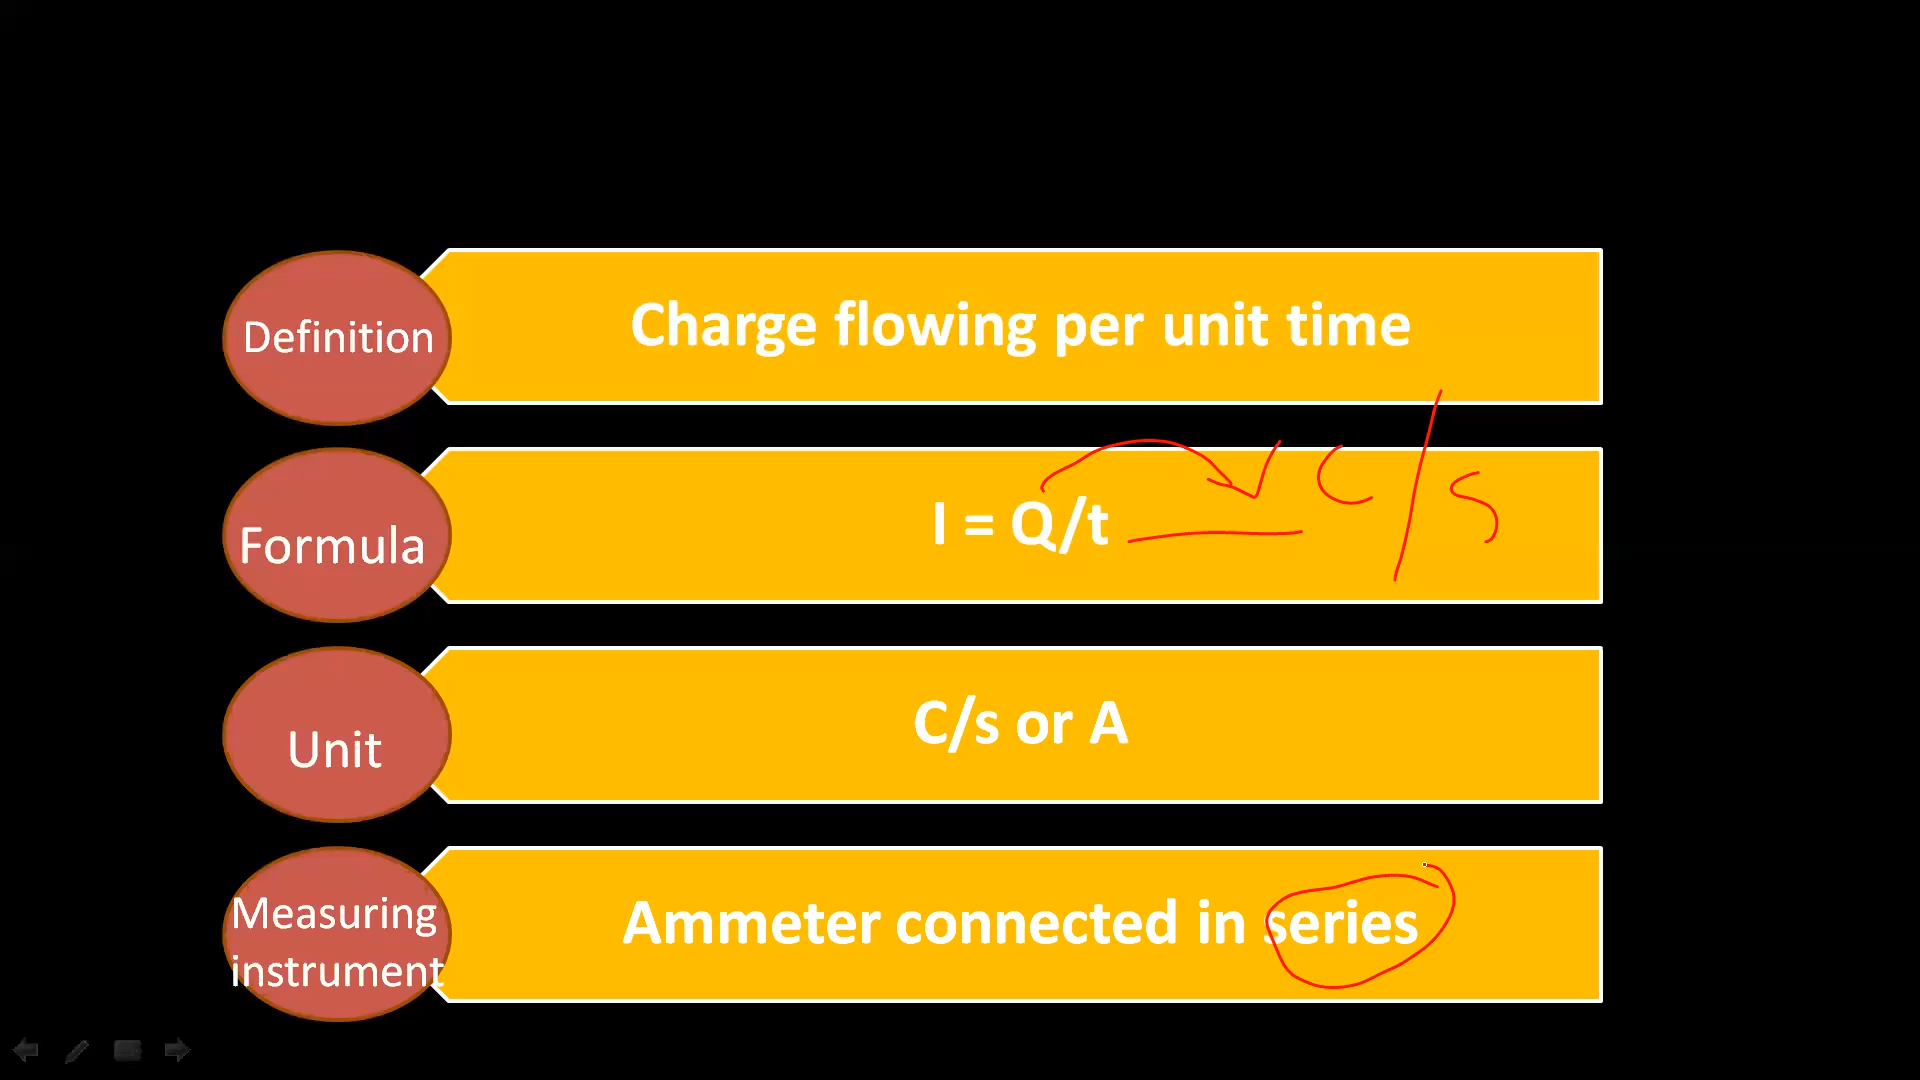 Definition
Charge flowing per unit time
Formula
I = Q/t
C/s
Unit
C/s or A
Measuring
instrument
Ammeter connected in series